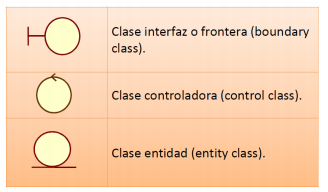 Clase interfaz o frontera (boundary
class).
Clase controladora (control class).
Clase entidad (entity class).